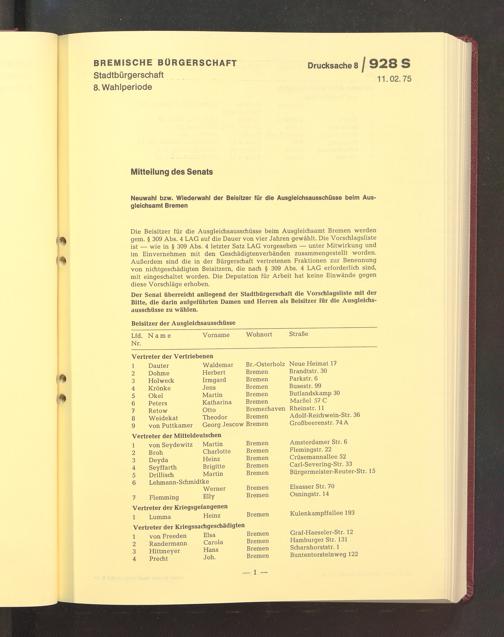 BREMISCHE BÜRGERSCHAFT
Stadtbürgerschaft
8. Wahlperiode
Drucksache 8 / 928 S
11. 02. 75
Mitteilung des Senats
Neuwahl bzw. Wiederwahl der Beisitzer für die Ausgleichsausschüsse beim Aus-
gleichsamt Bremen
Die Beisitzer für die Ausgleichsausschüsse beim Ausgleichsamt Bremen werden
gem. § 309 Abs. 4 LAG auf die Dauer von vier Jahren gewählt. Die Vorschlagsliste
ist — wie in § 309 Abs. 4 letzter Satz LAG vorgesehen — unter Mitwirkung und
im Einvernehmen mit den Geschädigtenverbänden zusammengestellt worden.
Außerdem sind die in der Bürgerschaft vertretenen Fraktionen zur Benennung
von nichtgeschädigten Beisitzern, die nach § 309 Abs. 4 LAG erforderlich sind,
mit eingeschaltet worden. Die Deputation für Arbeit hat keine Einwände gegen
diese Vorschläge erhoben.
Der Senat überreicht anliegend der Stadtbürgerschaft die Vorschlagsliste mit der
Bitte, die darin aufgeführten Damen und Herren als Beisitzer für die Ausgleichs-
ausschüsse zu wählen.
Beisitzer der Ausgleichsausschüsse
Lfd. Name Vorname Wohnort Straße
Nr.
Vertreter der Vertriebenen
1 Dauter Waldemar Br.-Osterholz Neue Heimat 17
2 Dohme Herbert Bremen Brandtstr. 30
3 Holweck Irmgard Bremen Parkstr. 6
4 Krönke Jens Bremen Busestr. 99
5 Okel Martin Bremen Butlandskamp 30
6 Peters Katharina Bremen Marßel 57 C
7 Retow Otto Bremerhaven Rheinstr. 11
8 Weidekat Theodor Bremen Adolf-Reichwein-Str. 36
9 von Puttkamer Georg Jescow Bremen Großbeerenstr. 74 A
Vertreter der Mitteldeutschen
1 von Seydewitz Martin Bremen Amsterdamer Str. 6
2 Broh Charlotte Bremen Flemingstr. 22
3 Deyda Heinz Bremen Crüsemannallee 52
4 Seyffarth Brigitte Bremen Carl-Severing-Str. 33
5 Drillisch Martin Bremen Bürgermeister-Reuter-Str. 15
6 Lehmann-Schmidtke
Werner Bremen Elsasser Str. 70
7 Flemming Elly Bremen Osningstr. 14
Vertreter der Kriegsgefangenen
1 Lumma Heinz Bremen Kulenkampffallee 193
Vertreter der Kriegssachgeschädigten
1 von Freeden Elsa Bremen Graf-Haeseler-Str. 12
2 Randermann Carola Bremen Hamburger Str. 131
3 Hittmeyer Hans Bremen Scharnhorststr. 1
4 Precht Joh. Bremen Buntentorsteinweg 122
— 1 —